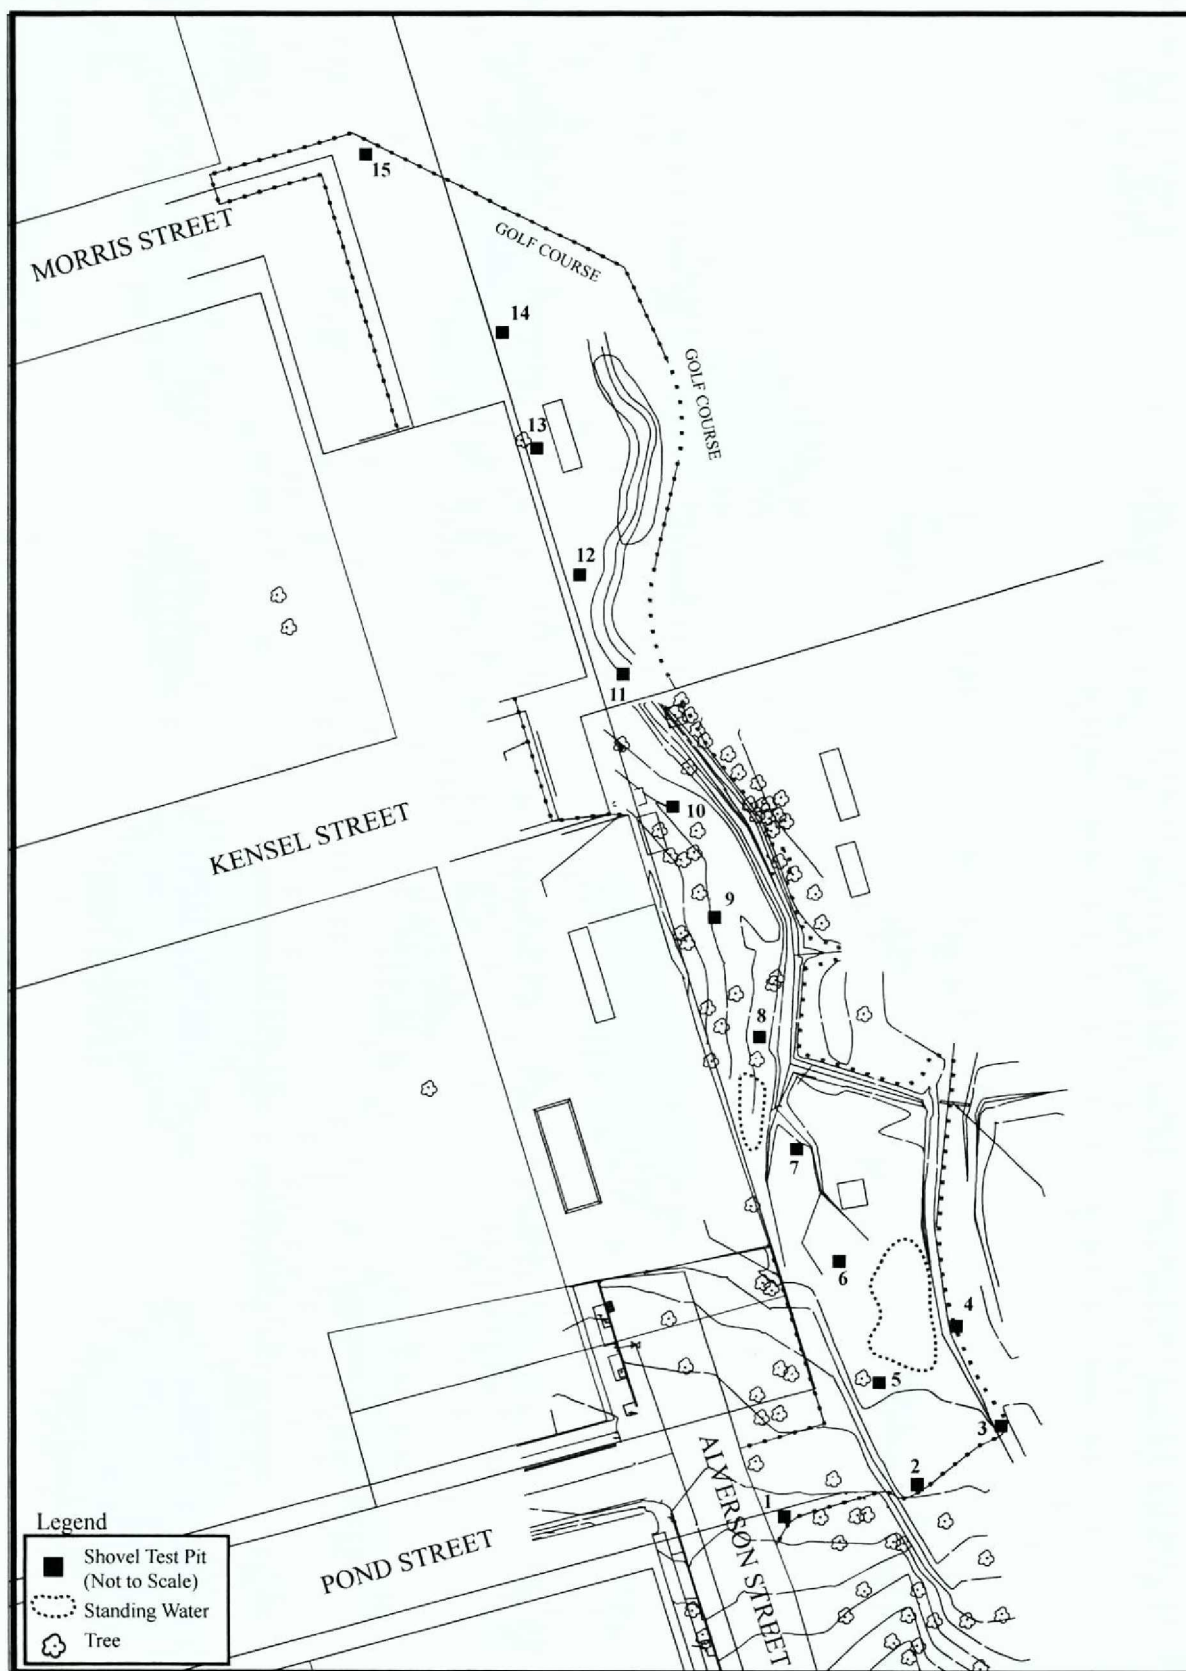 15
MORRIS STREET
GOLF COURSE
14
GOLF COURSE
13
12
11
10
KENSEL STREET
9
8
7
6
4
5
3
2
1
ALVERSON STREET
POND STREET
Legend
Shovel Test Pit
(Not to Scale)
Standing Water
Tree